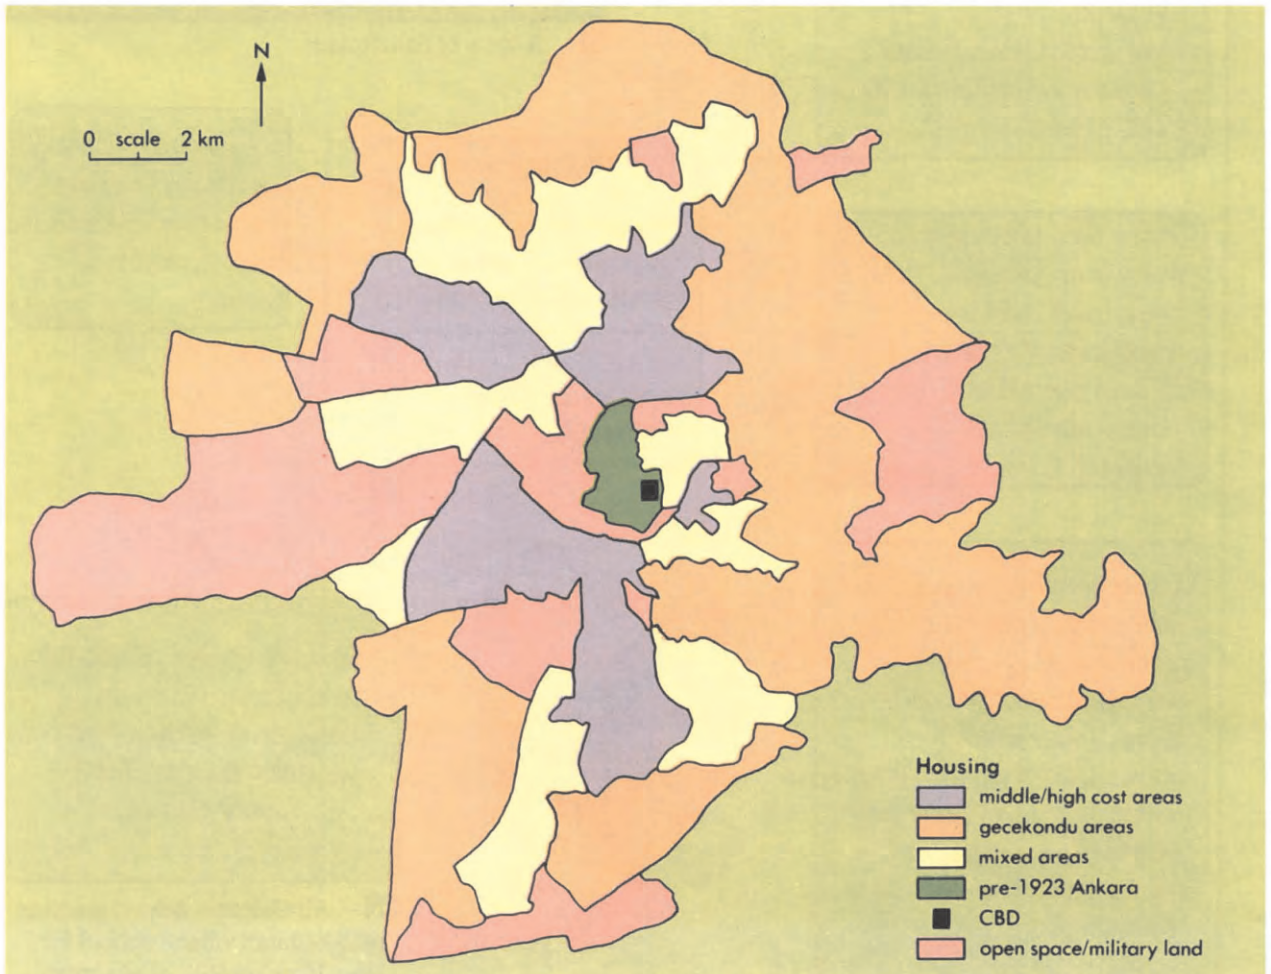 N
0 scale 2 km
Housing
middle/high cost areas
gecekondu areas
mixed areas
pre-1923 Ankara
CBD
open space/military land